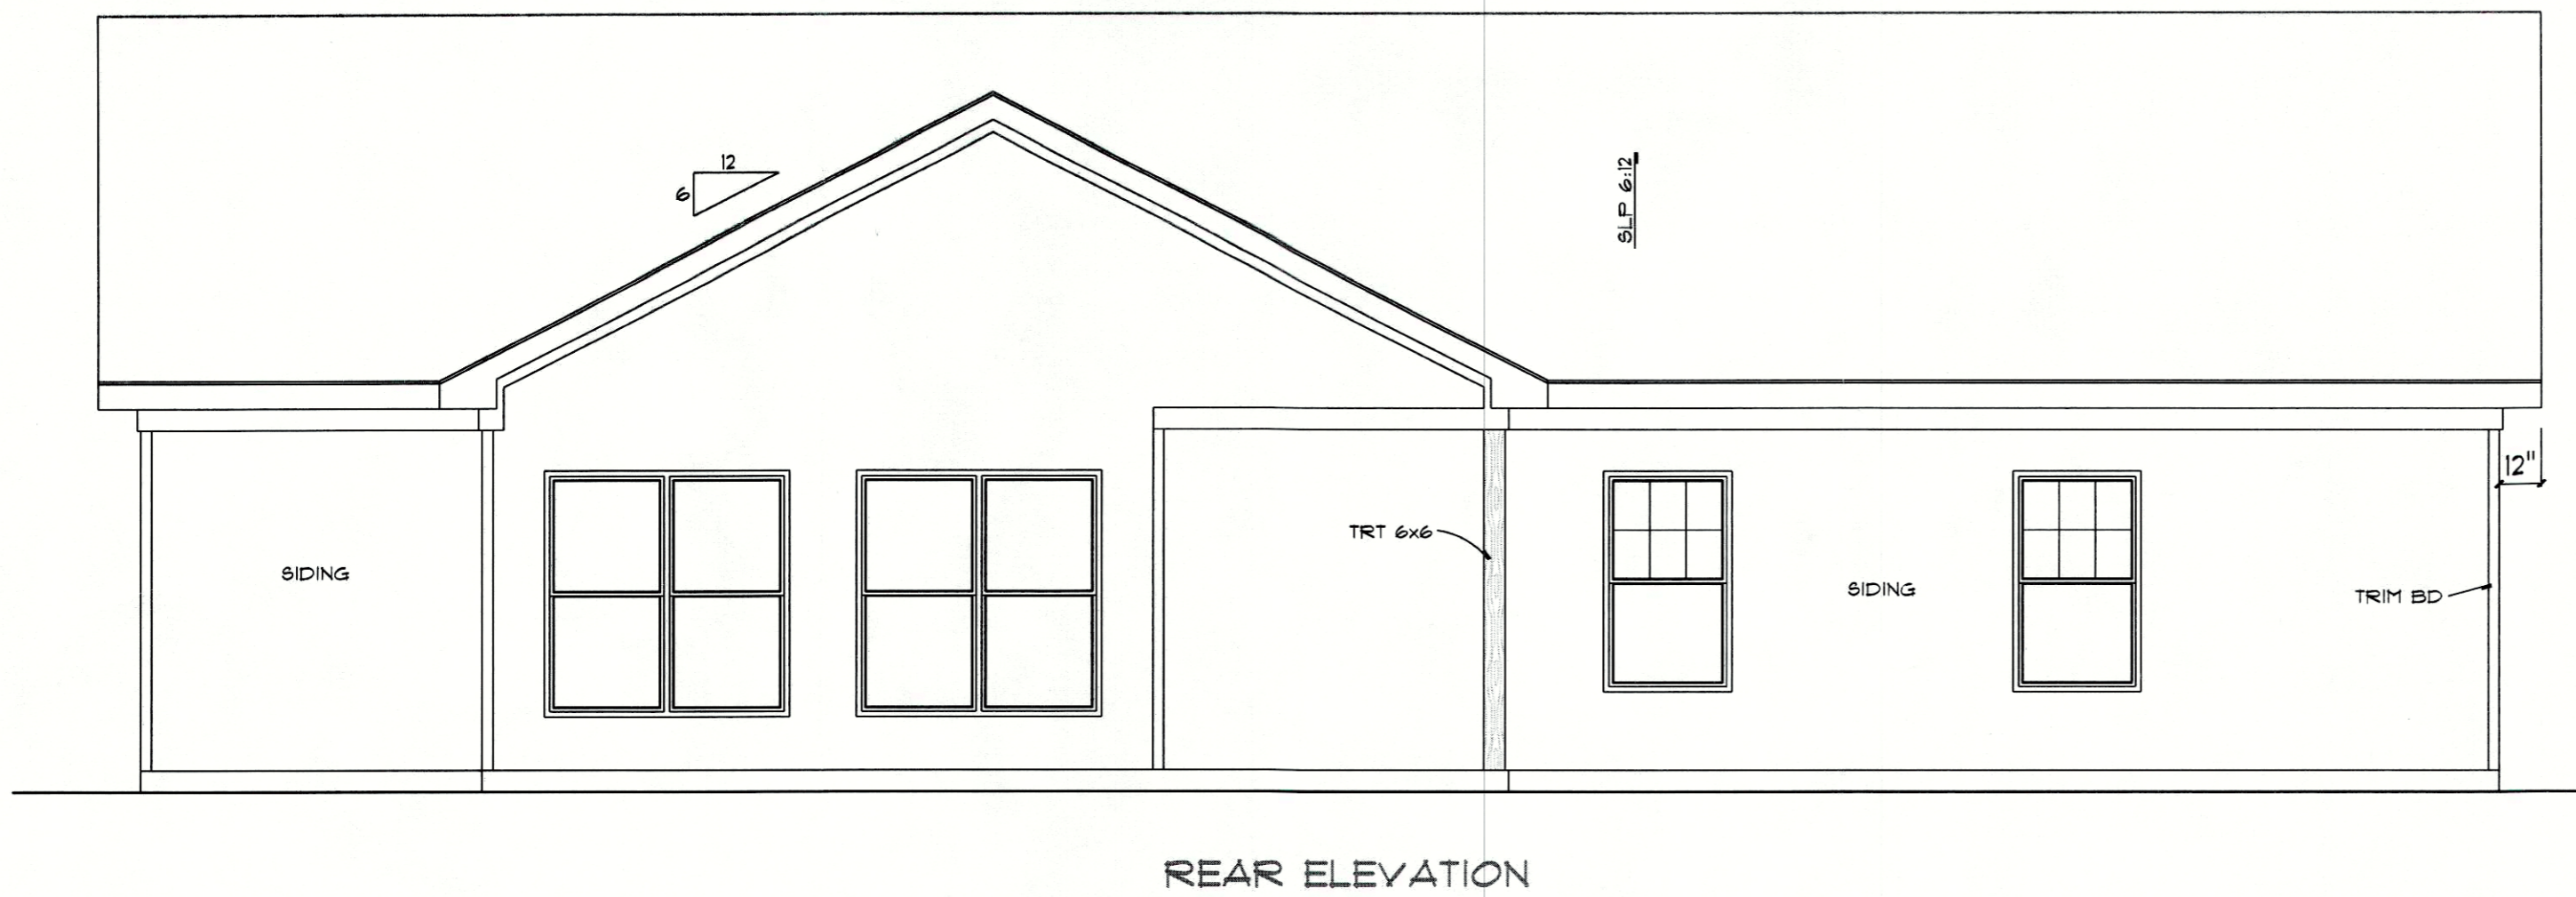 12
6
SLP 6:12
12"
TRT 6x6
SIDING
SIDING
TRIM BD
REAR ELEVATION